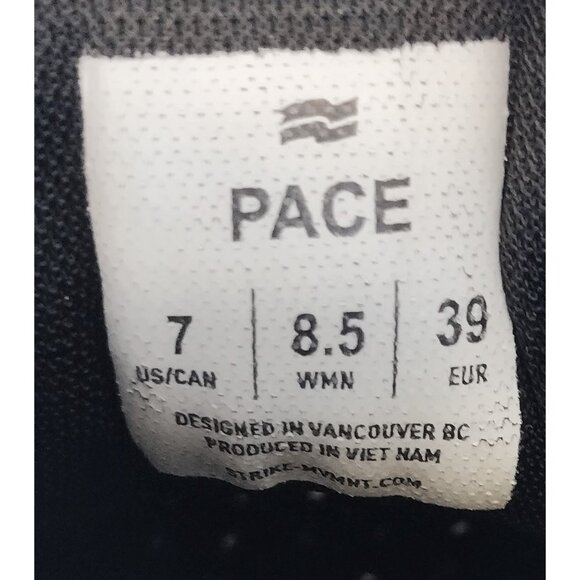 PACE
7 8.5 39
US/CAN WMN EUR
DESIGNED IN VANCOUVER BC
PRODUCED IN VIET NAM
STRIKE-MVMNT.COM